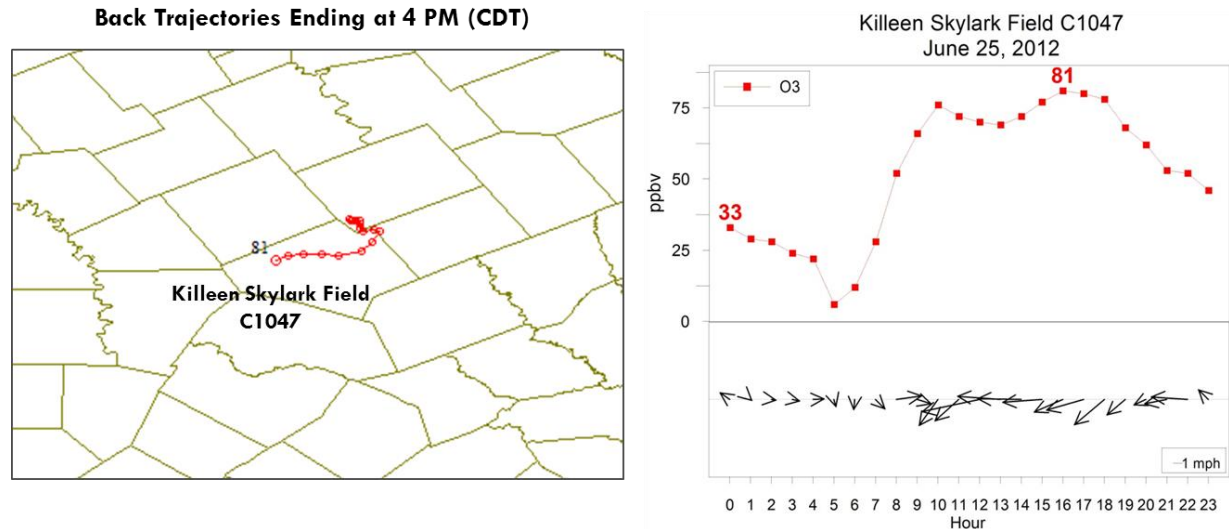 Back Trajectories Ending at 4 PM (CDT)
81
Killeen Skylark Field
C1047
Killeen Skylark Field C1047
June 25, 2012
O3
81
75
50
25
0
33
ppbv
1 mph
0 1 2 3 4 5 6 7 8 9 10 11 12 13 14 15 16 17 18 19 20 21 22 23
Hour